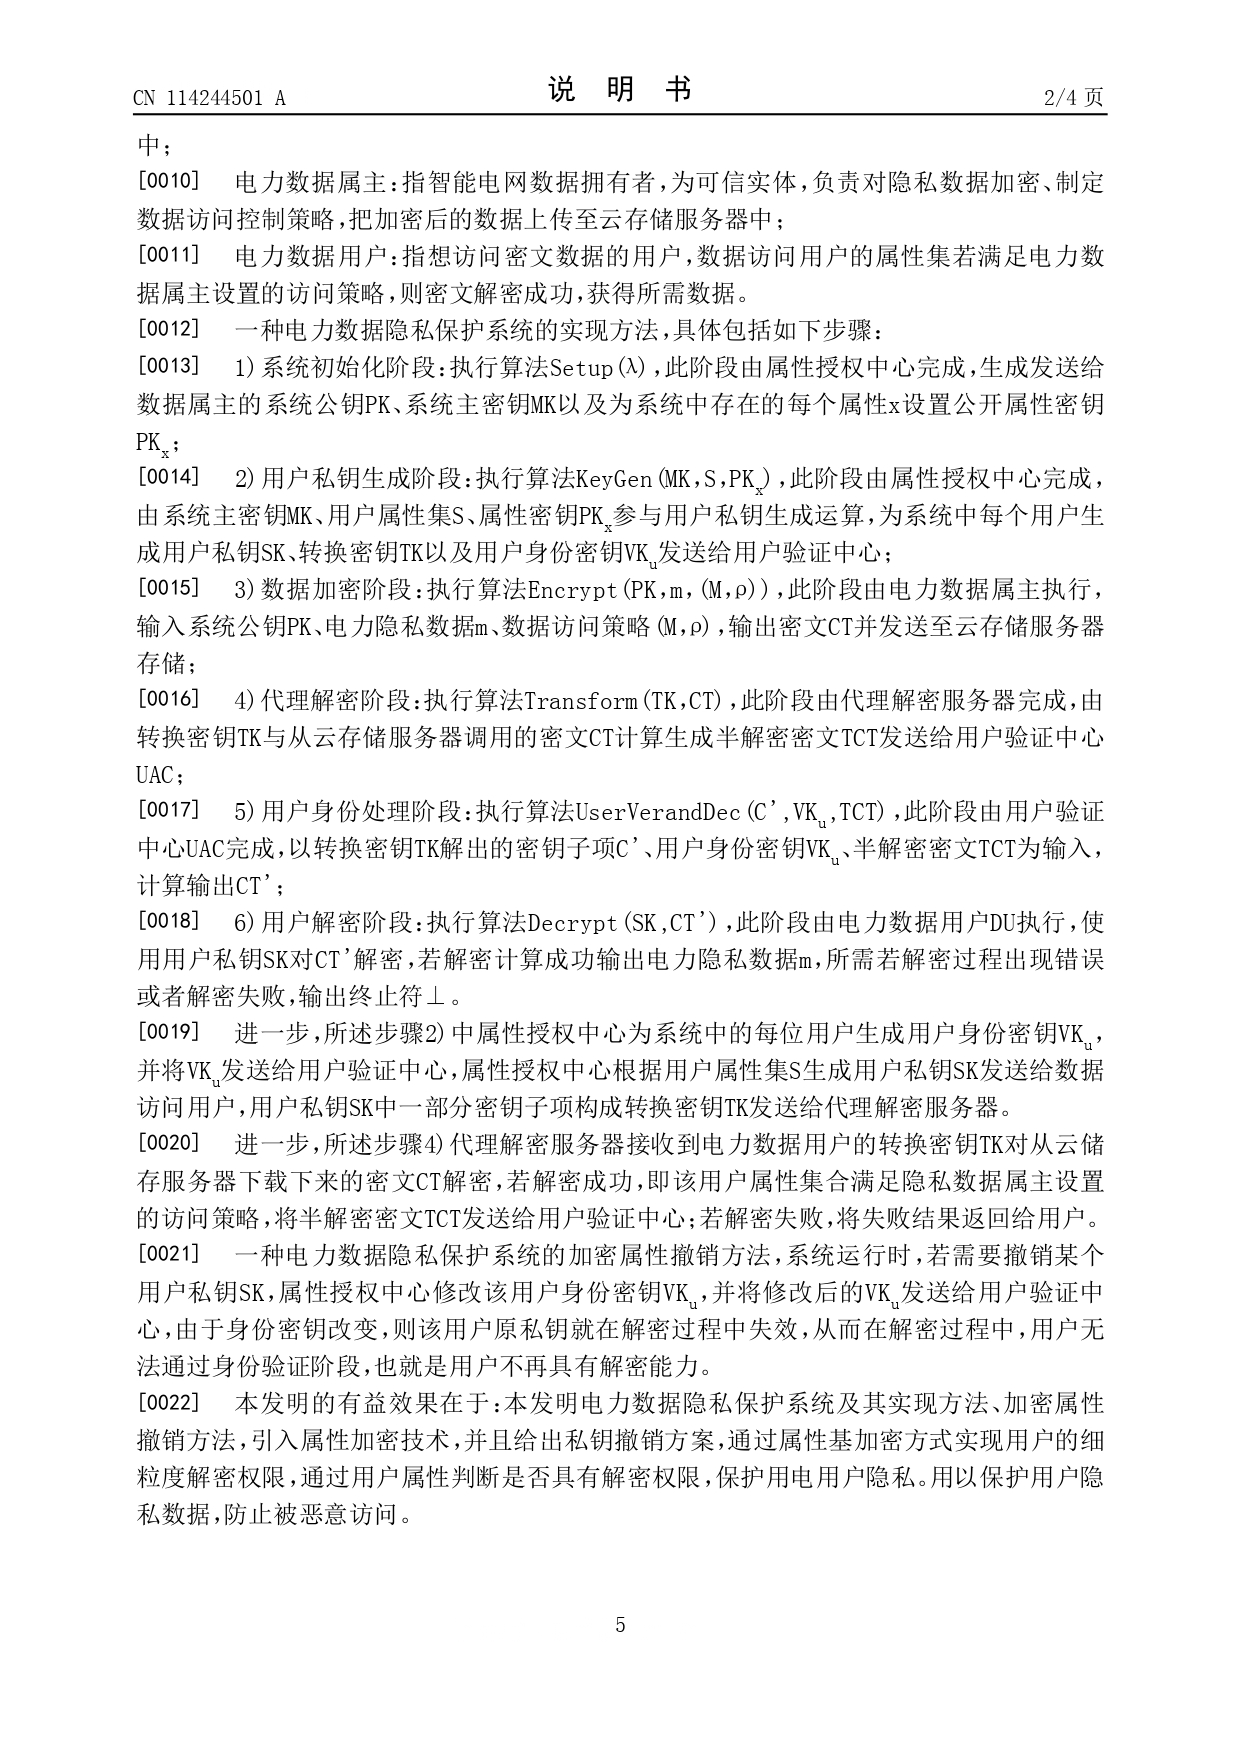 CN 114244501 A
说 明 书
2/4 页
中；
[0010] 电力数据属主：指智能电网数据拥有者，为可信实体，负责对隐私数据加密、制定
数据访问控制策略，把加密后的数据上传至云存储服务器中；
[0011] 电力数据用户：指想访问密文数据的用户，数据访问用户的属性集若满足电力数
据属主设置的访问策略，则密文解密成功，获得所需数据。
[0012] 一种电力数据隐私保护系统的实现方法，具体包括如下步骤：
[0013] 1)系统初始化阶段：执行算法Setup(λ)，此阶段由属性授权中心完成，生成发送给
数据属主的系统公钥PK、系统主密钥MK以及为系统中存在的每个属性x设置公开属性密钥
PKx；
[0014] 2)用户私钥生成阶段：执行算法KeyGen(MK,S,PKx)，此阶段由属性授权中心完成，
由系统主密钥MK、用户属性集S、属性密钥PKx参与用户私钥生成运算，为系统中每个用户生
成用户私钥SK、转换密钥TK以及用户身份密钥VKu发送给用户验证中心；
[0015] 3)数据加密阶段：执行算法Encrypt(PK,m,(M,ρ))，此阶段由电力数据属主执行，
输入系统公钥PK、电力隐私数据m、数据访问策略(M,ρ)，输出密文CT并发送至云存储服务器
存储；
[0016] 4)代理解密阶段：执行算法Transform(TK,CT)，此阶段由代理解密服务器完成，由
转换密钥TK与从云存储服务器调用的密文CT计算生成半解密密文TCT发送给用户验证中心
UAC；
[0017] 5)用户身份处理阶段：执行算法UserVerandDec(C’,VKu,TCT)，此阶段由用户验证
中心UAC完成，以转换密钥TK解出的密钥子项C’、用户身份密钥VKu、半解密密文TCT为输入，
计算输出CT’；
[0018] 6)用户解密阶段：执行算法Decrypt(SK,CT’)，此阶段由电力数据用户DU执行，使
用用户私钥SK对CT’解密，若解密计算成功输出电力隐私数据m，所需若解密过程出现错误
或者解密失败，输出终止符⊥。
[0019] 进一步，所述步骤2)中属性授权中心为系统中的每位用户生成用户身份密钥VKu，
并将VKu发送给用户验证中心，属性授权中心根据用户属性集S生成用户私钥SK发送给数据
访问用户，用户私钥SK中一部分密钥子项构成转换密钥TK发送给代理解密服务器。
[0020] 进一步，所述步骤4)代理解密服务器接收到电力数据用户的转换密钥TK对从云储
存服务器下载下来的密文CT解密，若解密成功，即该用户属性集合满足隐私数据属主设置
的访问策略，将半解密密文TCT发送给用户验证中心；若解密失败，将失败结果返回给用户。
[0021] 一种电力数据隐私保护系统的加密属性撤销方法，系统运行时，若需要撤销某个
用户私钥SK，属性授权中心修改该用户身份密钥VKu，并将修改后的VKu发送给用户验证中
心，由于身份密钥改变，则该用户原私钥就在解密过程中失效，从而在解密过程中，用户无
法通过身份验证阶段，也就是用户不再具有解密能力。
[0022] 本发明的有益效果在于：本发明电力数据隐私保护系统及其实现方法、加密属性
撤销方法，引入属性加密技术，并且给出私钥撤销方案，通过属性基加密方式实现用户的细
粒度解密权限，通过用户属性判断是否具有解密权限，保护用电用户隐私。用以保护用户隐
私数据，防止被恶意访问。
5